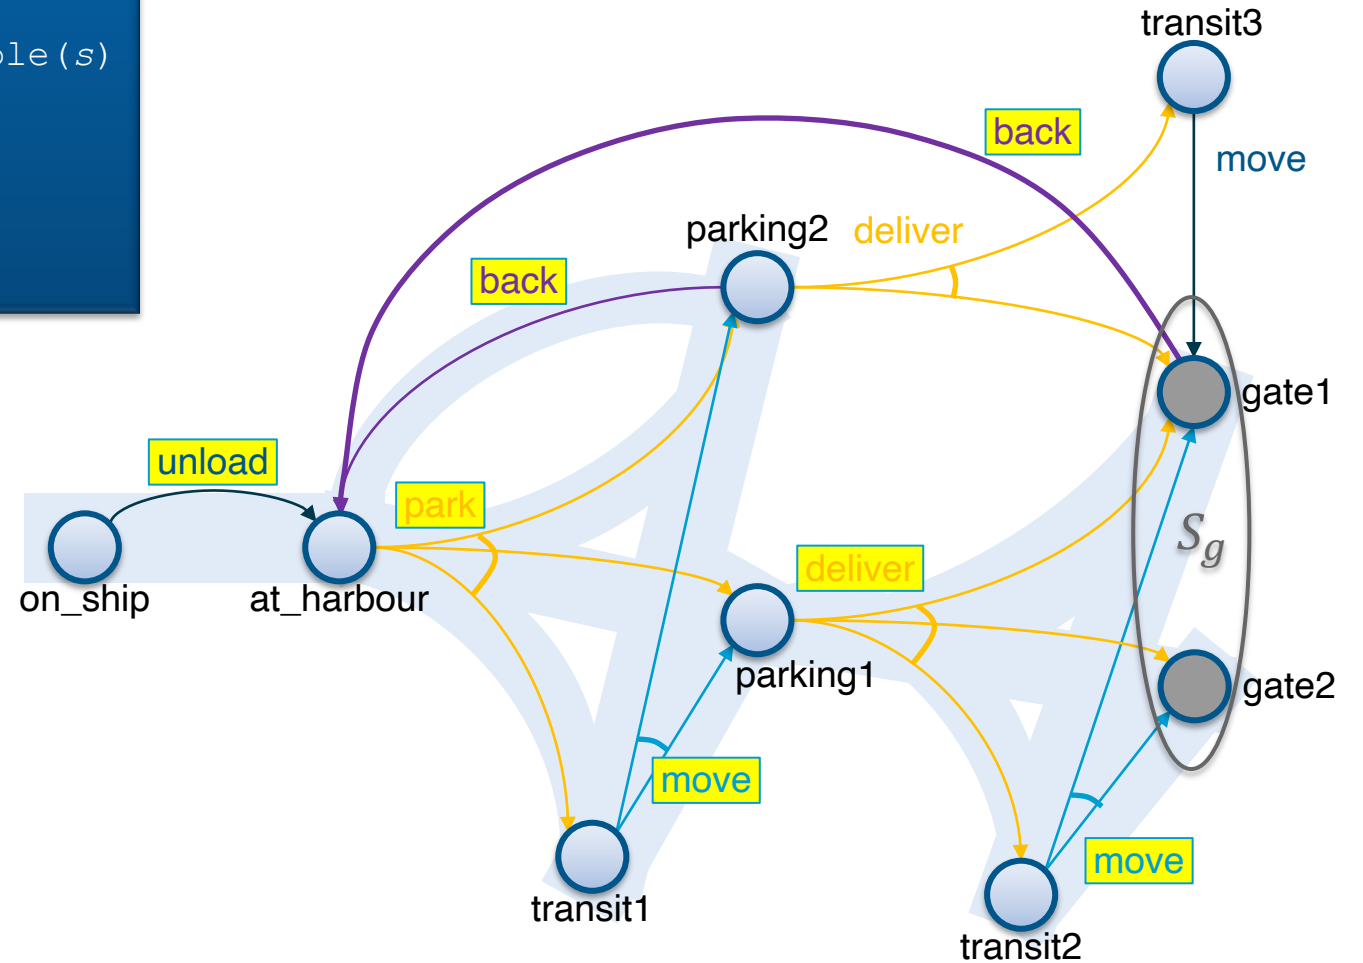 transit3
ble(s)
back
move
parking2
deliver
back
gate1
unload
park
S_g
on_ship
at_harbour
deliver
parking1
gate2
move
move
transit1
transit2